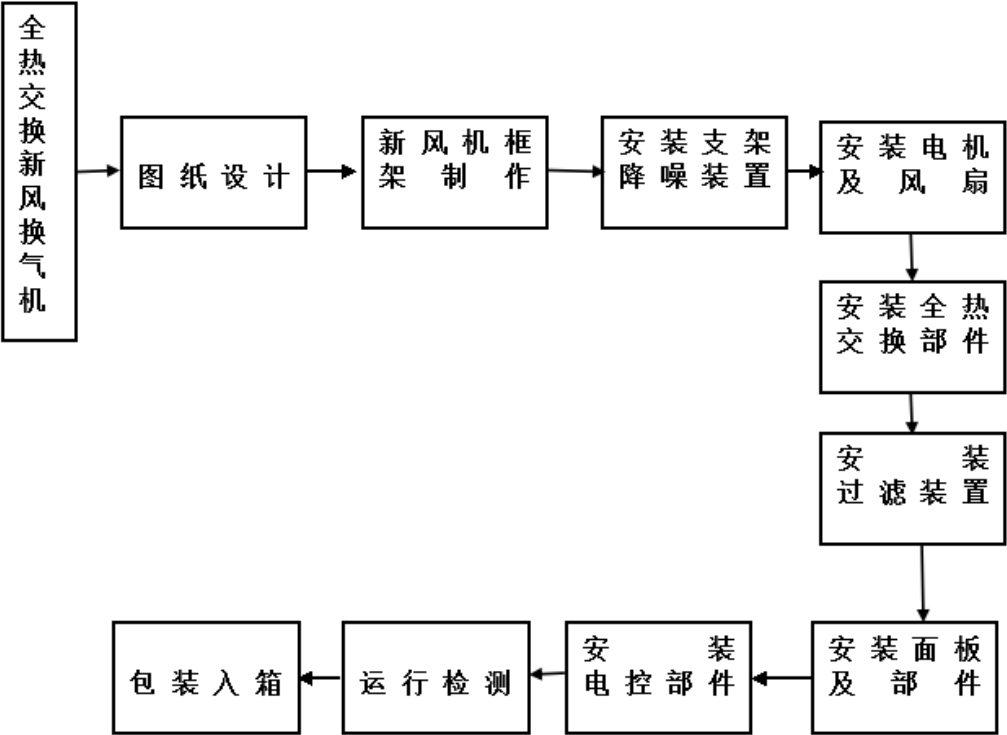 全热交换新风换气机
图纸设计
新风机框
架制作
安装支架
降噪装置
安装电机
及风扇
安装全热
交换部件
安装
过滤装置
安装面板
及部件
安装
电控部件
运行检测
包装入箱